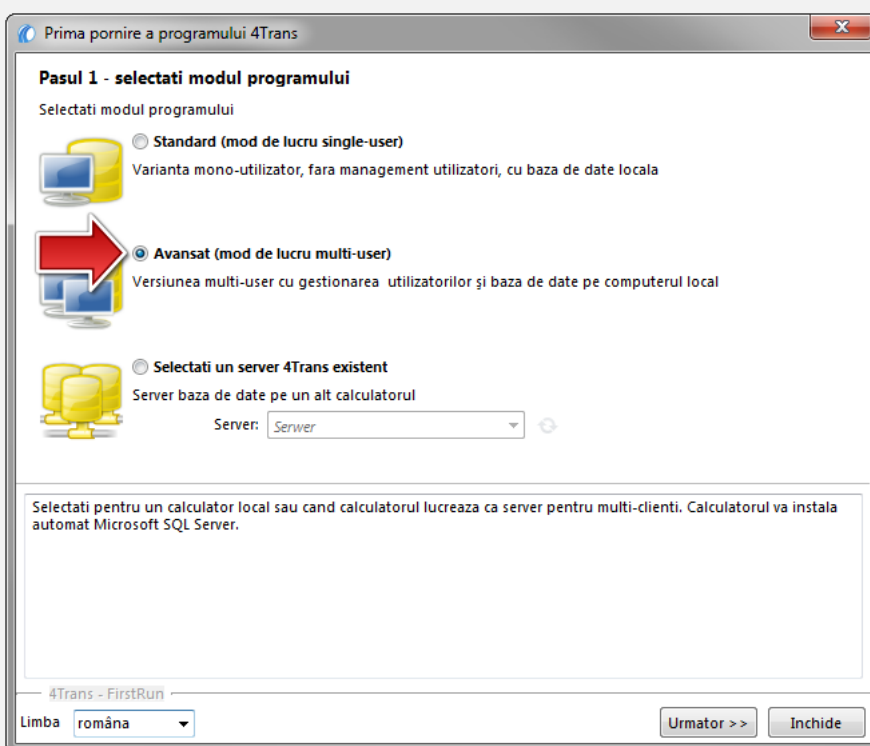 Prima pornire a programului 4Trans
x
Pasul 1 - selectati modul programului
Selectati modul programului
Standard (mod de lucru single-user)
Varianta mono-utilizator, fara management utilizatori, cu baza de date locala
Avansat (mod de lucru multi-user)
Versiunea multi-user cu gestionarea utilizatorilor și baza de date pe computerul local
Selectati un server 4Trans existent
Server baza de date pe un alt calculatorul
Server: Serwer
Selectati pentru un calculator local sau cand calculatorul lucreaza ca server pentru multi-clienti. Calculatorul va instala
automat Microsoft SQL Server.
4Trans - FirstRun
Limba româna Urmator >> Inchide